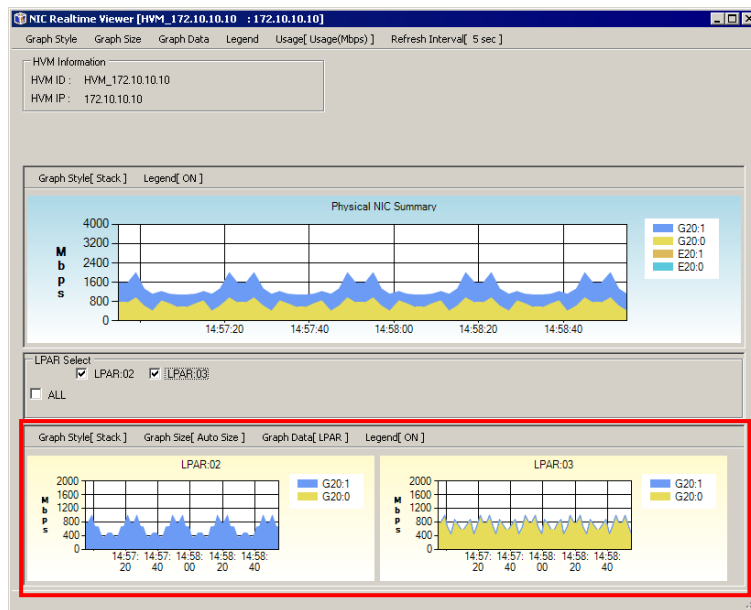 NIC Realtime Viewer [HVM_172.10.10.10 : 172.10.10.10]
Graph Style Graph Size Graph Data Legend Usage[ Usage(Mbps) ] Refresh Interval[ 5 sec ]
HVM Information
HVM ID : HVM_172.10.10.10
HVM IP : 172.10.10.10
Graph Style[ Stack ] Legend[ ON ]
Physical NIC Summary
Mbps
4000
3200
2400
1600
800
0
14:57:20 14:57:40 14:58:00 14:58:20 14:58:40
G20:1
G20:0
E20:1
E20:0
LPAR Select
LPAR:02 LPAR:03
ALL
Graph Style[ Stack ] Graph Size[ Auto Size ] Graph Data[ LPAR ] Legend[ ON ]
LPAR:02
Mbps
2000
1600
1200
800
400
0
14:57: 14:57: 14:58: 14:58: 14:58:
20 40 00 20 40
G20:1
G20:0
LPAR:03
Mbps
2000
1600
1200
800
400
0
14:57: 14:57: 14:58: 14:58: 14:58:
20 40 00 20 40
G20:1
G20:0